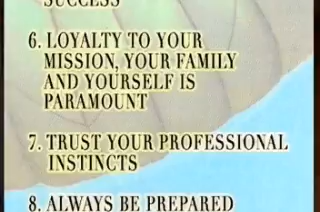 SUCCESS
6. LOYALTY TO YOUR
MISSION, YOUR FAMILY
AND YOURSELF IS
PARAMOUNT
7. TRUST YOUR PROFESSIONAL
INSTINCTS
8. ALWAYS BE PREPARED